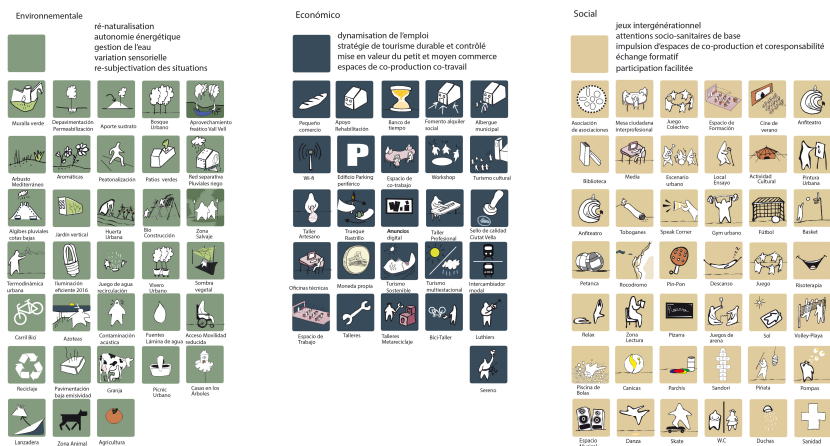 Environnementale
ré-naturalisation
autonomie énergétique
gestion de l'eau
variation sensorielle
re-subjectivation des situations
Muralla verde
Depavimentación
Permeabilización
Aporte sustrato
Bosque
Urbano
Aprovechamiento
freático Vall Vell
Arbusto
Mediterráneo
Aromáticas
Peatonalización
Patios verdes
Red separativa
Pluviales riego
Algibes pluviales
cotas bajas
Jardín vertical
Huerta
Urbana
Bio
Construcción
Zona
Salvaje
Termodinámica
urbana
Iluminación
eficiente 2016
Juego de agua
recirculación
Vivero
Urbano
Sombra
vegetal
Carril Bici
Azoteas
Contaminación
acústica
Fuentes
Lámina de agua
Acceso Movilidad
reducida
Reciclaje
Pavimentación
baja emisividad
Granja
Picnic
Urbano
Casas en los
Árboles
Lanzadera
Zona Animal
Agricultura
Económico
dynamisation de l'emploi
stratégie de tourisme durable et contrôlé
mise en valeur du petit et moyen commerce
espaces de co-production co-travail
Pequeño
comercio
Apoyo
Rehabilitación
Banco de
tiempo
Fomento alquiler
social
Albergue
municipal
P
Wi-fi
Edificio Parking
periférico
Espacio de
co-trabajo
Workshop
Turismo cultural
Taller
Artesano
Trueque
Rastrillo
Anuncios
digital
Taller
Profesional
Sello de calidad
Ciutat Vella
Oficinas técnicas
Moneda propia
Turismo
Sostenible
Turismo
multiestacional
Intercambiador
modal
Espacio de
Trabajo
Talleres
Talleres
Metareciclaje
Bici-Taller
Luthiers
Sereno
Social
jeux intergénérationnel
attentions socio-sanitaires de base
impulsion d'espaces de co-production et coresponsabilité
échange formatif
participation facilitée
Asociación
de asociaciones
Mesa ciudadana
Interprofesional
Juego
Colectivo
Espacio de
Formación
Cine de
verano
Anfiteatro
Biblioteca
Media
Escenario
urbano
Local
Ensayo
Actividad
Cultural
Pintura
Urbana
Anfiteatro
Toboganes
Speak Corner
Gym urbano
Fútbol
Basket
Petanca
Rocodromo
Pin-Pon
Descanso
Juego
Risoterapia
Relax
Zona
Lectura
Pizarra
Juegos de
arena
Sol
Volley-Playa
Piscina de
Bolas
Canicas
Parchís
Sandori
Piñata
Pompas
Espacio
Musical
Danza
Skate
W.C
Duchas
Sanidad